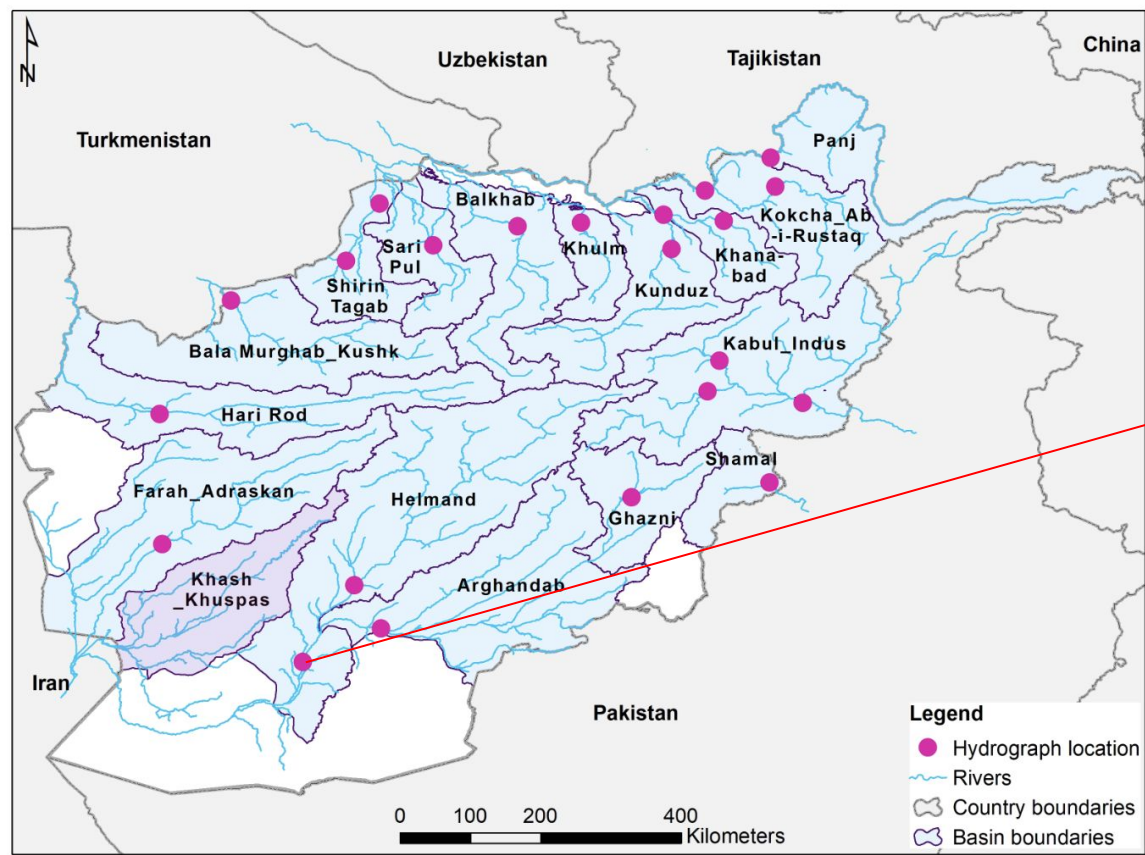 N
Uzbekistan
Tajikistan
China
Turkmenistan
Panj
Balkhab
Kokcha_Ab
-i-Rustaq
Sari
Pul
Khulm
Khana-
bad
Shirin
Tagab
Kunduz
Bala Murghab_Kushk
Kabul_Indus
Hari Rod
Shamal
Farah_Adraskan
Helmand
Ghazni
Khash
_Khuspas
Arghandab
Iran
Pakistan
Legend
Hydrograph location
Rivers
Country boundaries
Basin boundaries
0 100 200 400
Kilometers